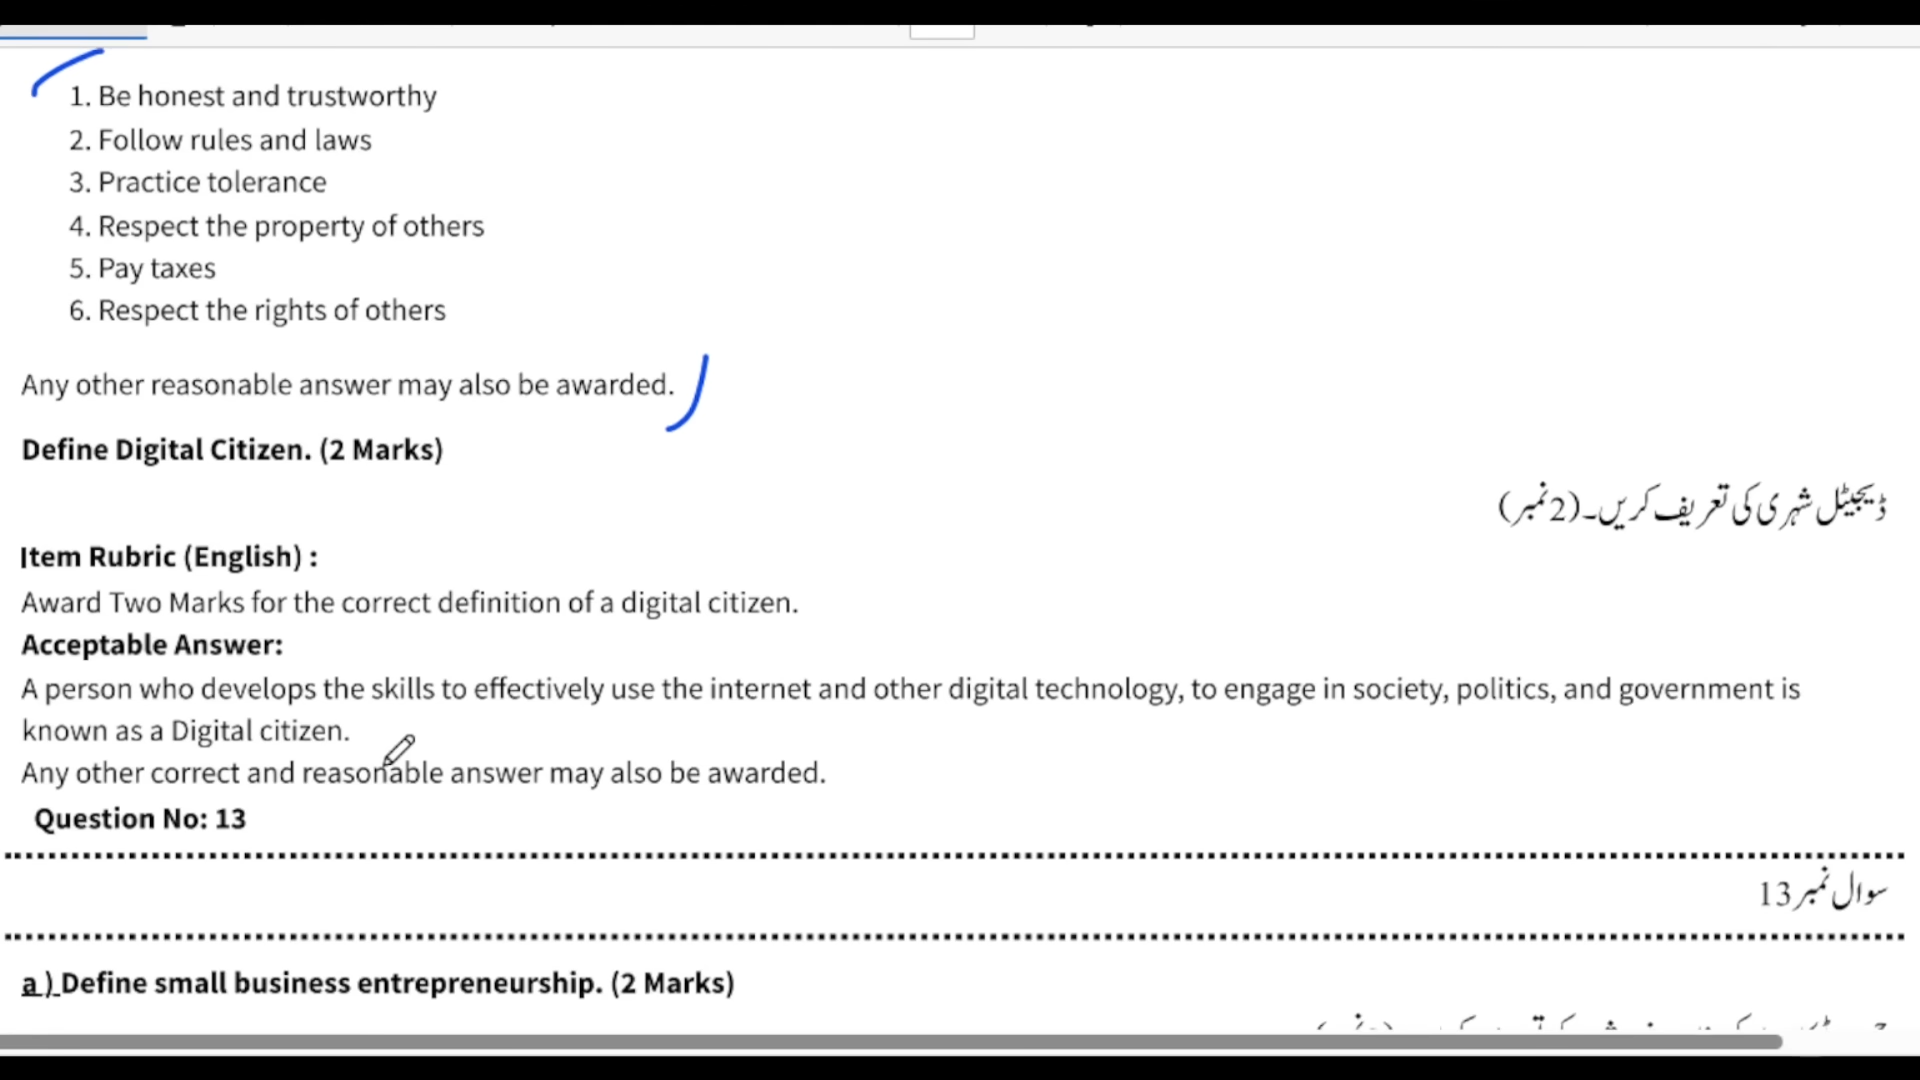 1. Be honest and trustworthy
2. Follow rules and laws
3. Practice tolerance
4. Respect the property of others
5. Pay taxes
6. Respect the rights of others
Any other reasonable answer may also be awarded.
Define Digital Citizen. (2 Marks)
ڈیجیٹل شہری کی تعریف کریں۔(2 نمبر)
Item Rubric (English) :
Award Two Marks for the correct definition of a digital citizen.
Acceptable Answer:
A person who develops the skills to effectively use the internet and other digital technology, to engage in society, politics, and government is
known as a Digital citizen.
Any other correct and reasonable answer may also be awarded.
Question No: 13
سوال نمبر 13
a ) Define small business entrepreneurship. (2 Marks)